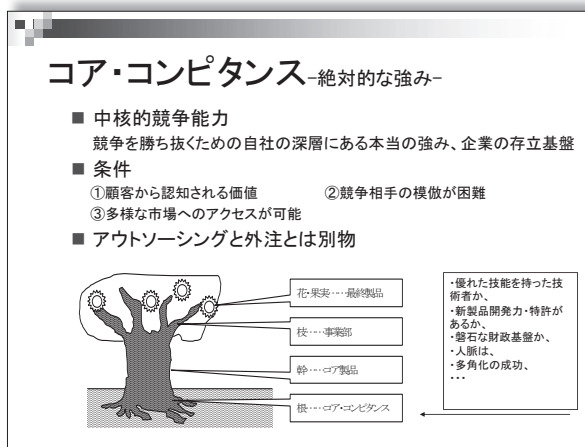 コア・コンピタンス-絶対的な強み-
■ 中核的競争能力
競争を勝ち抜くための自社の深層にある本当の強み、企業の存立基盤
■ 条件
①顧客から認知される価値　②競争相手の模倣が困難
③多様な市場へのアクセスが可能
■ アウトソーシングと外注とは別物
花・果実‥‥最終製品
枝‥‥事業部
幹‥‥コア製品
根‥‥コア・コンピタンス
・優れた技能を持った技
術者か、
・新製品開発力・特許が
あるか、
・磐石な財政基盤か、
・人脈は、
・多角化の成功、
・・・